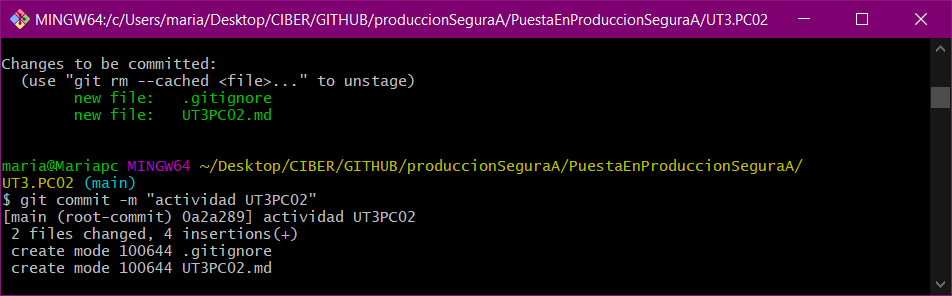 MINGW64:/c/Users/maria/Desktop/CIBER/GITHUB/produccionSeguraA/PuestaEnProduccionSeguraA/UT3.PC02
Changes to be committed:
  (use "git rm --cached <file>..." to unstage)
        new file:   .gitignore
        new file:   UT3PC02.md
maria@Mariapc MINGW64 ~/Desktop/CIBER/GITHUB/produccionSeguraA/PuestaEnProduccionSeguraA/
UT3.PC02 (main)
$ git commit -m "actividad UT3PC02"
[main (root-commit) 0a2a289] actividad UT3PC02
 2 files changed, 4 insertions(+)
 create mode 100644 .gitignore
 create mode 100644 UT3PC02.md